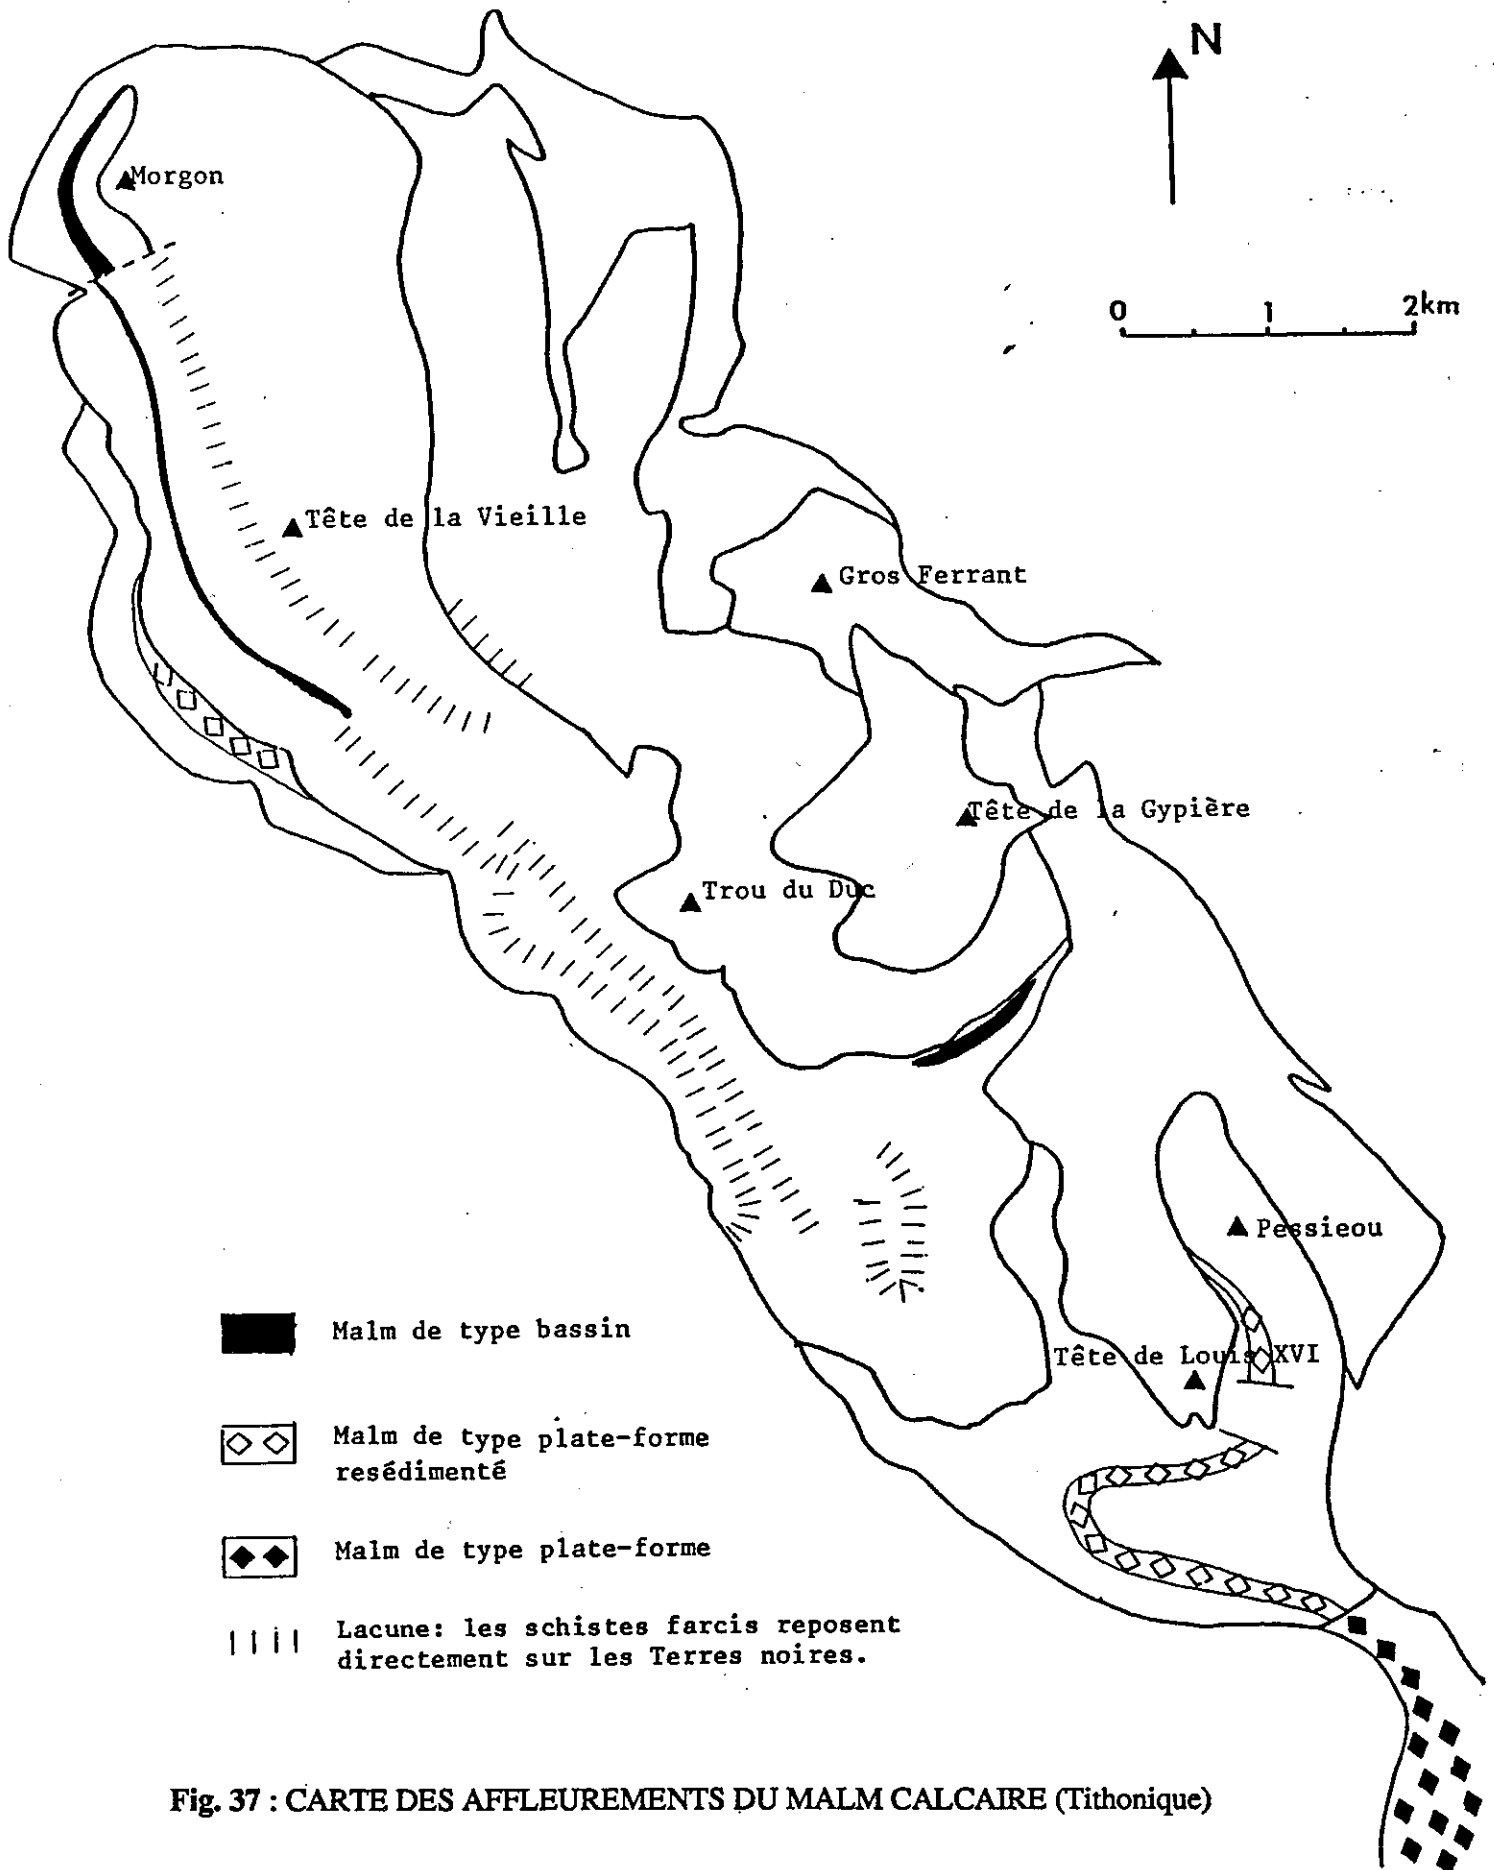 N
Morgon
0 1 2km
Tête de la Vieille
Gros Ferrant
Tête de la Gypière
Trou du Duc
Pessieou
Tête de Louis XVI
Malm de type bassin
Malm de type plate-forme
resédimenté
Malm de type plate-forme
Lacune: les schistes farcis reposent
directement sur les Terres noires.
Fig. 37 : CARTE DES AFFLEUREMENTS DU MALM CALCAIRE (Tithonique)